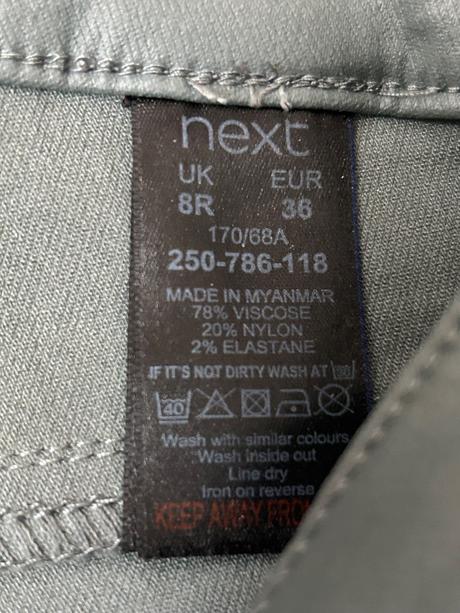 next
UK EUR
8R 36
170/68A
250-786-118
MADE IN MYANMAR
78% VISCOSE
20% NYLON
2% ELASTANE
IF IT'S NOT DIRTY WASH AT 30
40
Wash with similar colours
Wash inside out
Line dry
Iron on reverse
KEEP AWAY FROM